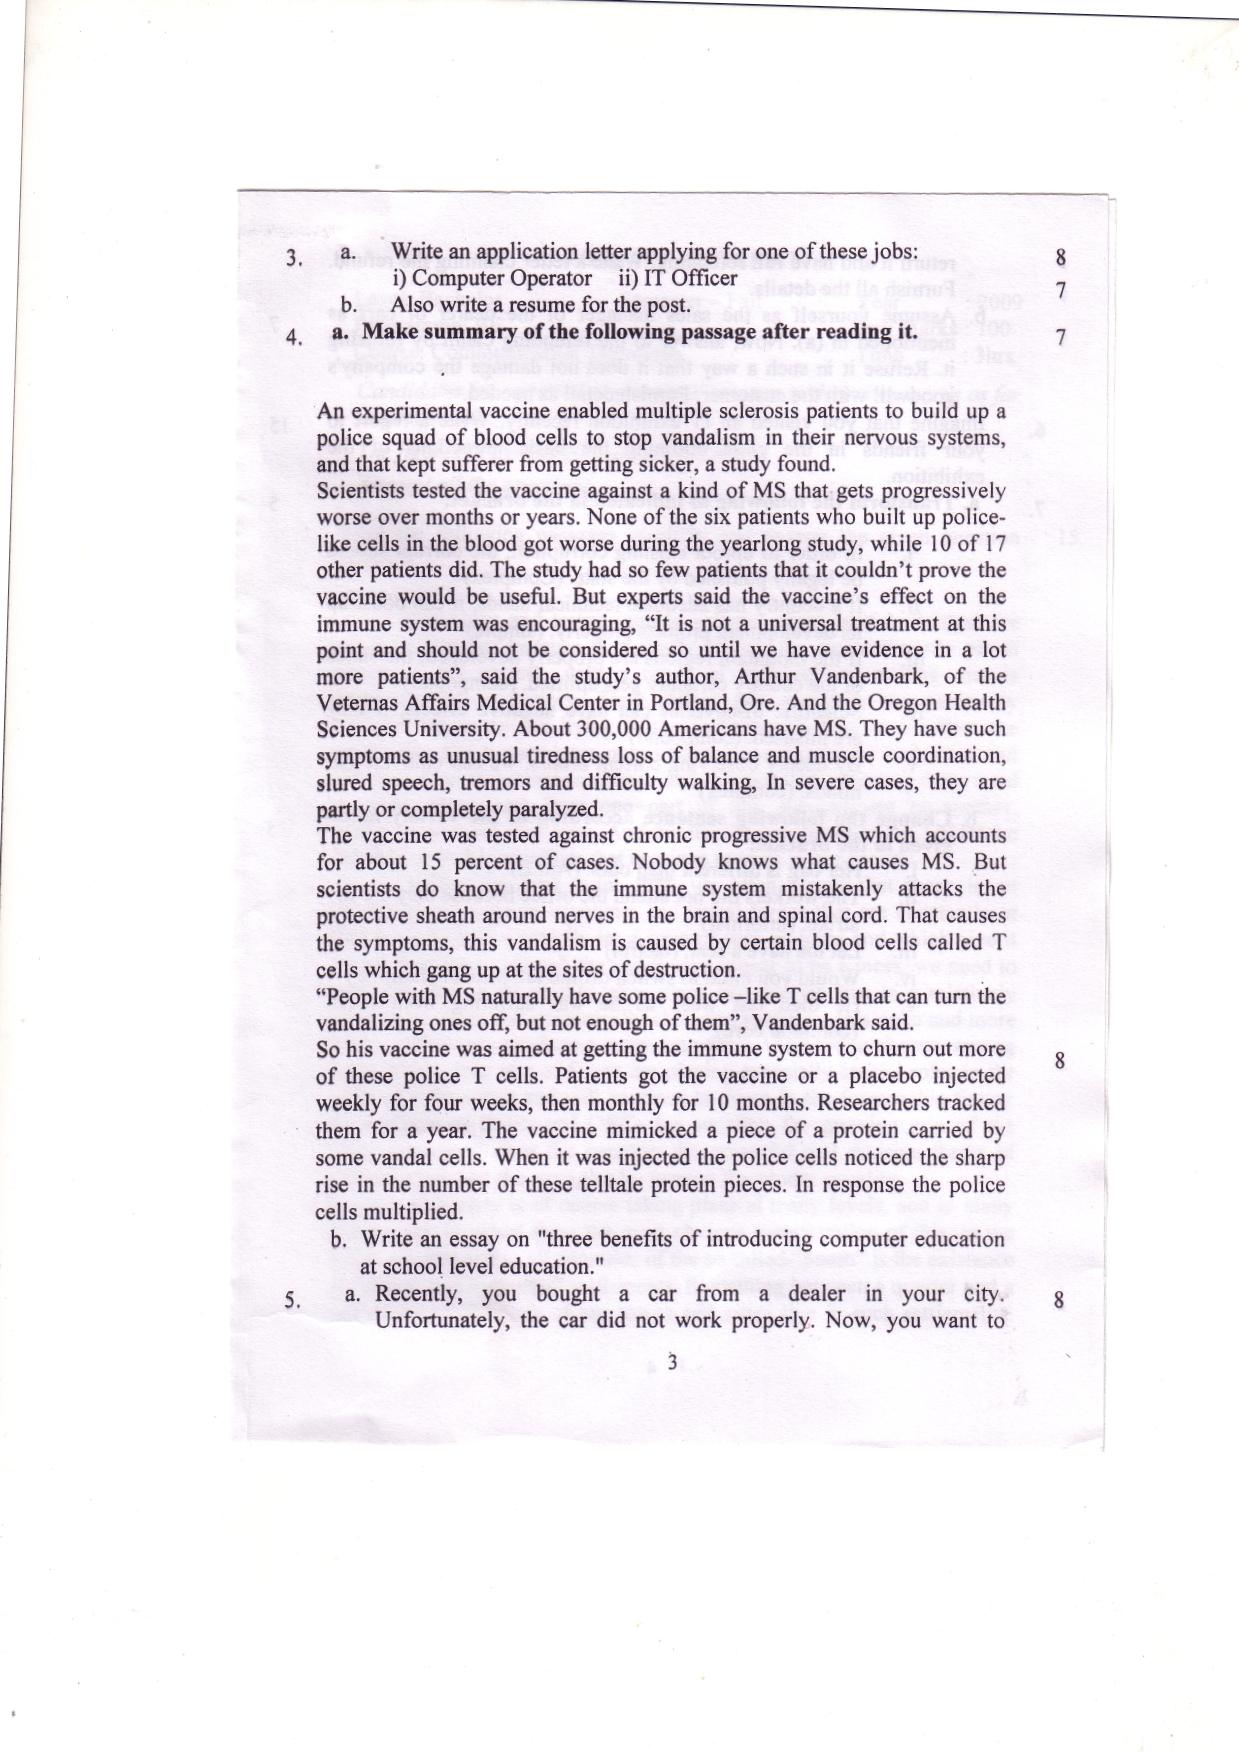 3. a. Write an application letter applying for one of these jobs: 8
i) Computer Operator ii) IT Officer
b. Also write a resume for the post. 7
4. a. Make summary of the following passage after reading it. 7
An experimental vaccine enabled multiple sclerosis patients to build up a
police squad of blood cells to stop vandalism in their nervous systems,
and that kept sufferer from getting sicker, a study found.
Scientists tested the vaccine against a kind of MS that gets progressively
worse over months or years. None of the six patients who built up police-
like cells in the blood got worse during the yearlong study, while 10 of 17
other patients did. The study had so few patients that it couldn't prove the
vaccine would be useful. But experts said the vaccine's effect on the
immune system was encouraging, “It is not a universal treatment at this
point and should not be considered so until we have evidence in a lot
more patients”, said the study's author, Arthur Vandenbark, of the
Veternas Affairs Medical Center in Portland, Ore. And the Oregon Health
Sciences University. About 300,000 Americans have MS. They have such
symptoms as unusual tiredness loss of balance and muscle coordination,
slured speech, tremors and difficulty walking, In severe cases, they are
partly or completely paralyzed.
The vaccine was tested against chronic progressive MS which accounts
for about 15 percent of cases. Nobody knows what causes MS. But
scientists do know that the immune system mistakenly attacks the
protective sheath around nerves in the brain and spinal cord. That causes
the symptoms, this vandalism is caused by certain blood cells called T
cells which gang up at the sites of destruction.
“People with MS naturally have some police –like T cells that can turn the
vandalizing ones off, but not enough of them”, Vandenbark said.
So his vaccine was aimed at getting the immune system to churn out more 8
of these police T cells. Patients got the vaccine or a placebo injected
weekly for four weeks, then monthly for 10 months. Researchers tracked
them for a year. The vaccine mimicked a piece of a protein carried by
some vandal cells. When it was injected the police cells noticed the sharp
rise in the number of these telltale protein pieces. In response the police
cells multiplied.
b. Write an essay on "three benefits of introducing computer education
at school level education."
5. a. Recently, you bought a car from a dealer in your city. 8
Unfortunately, the car did not work properly. Now, you want to
3